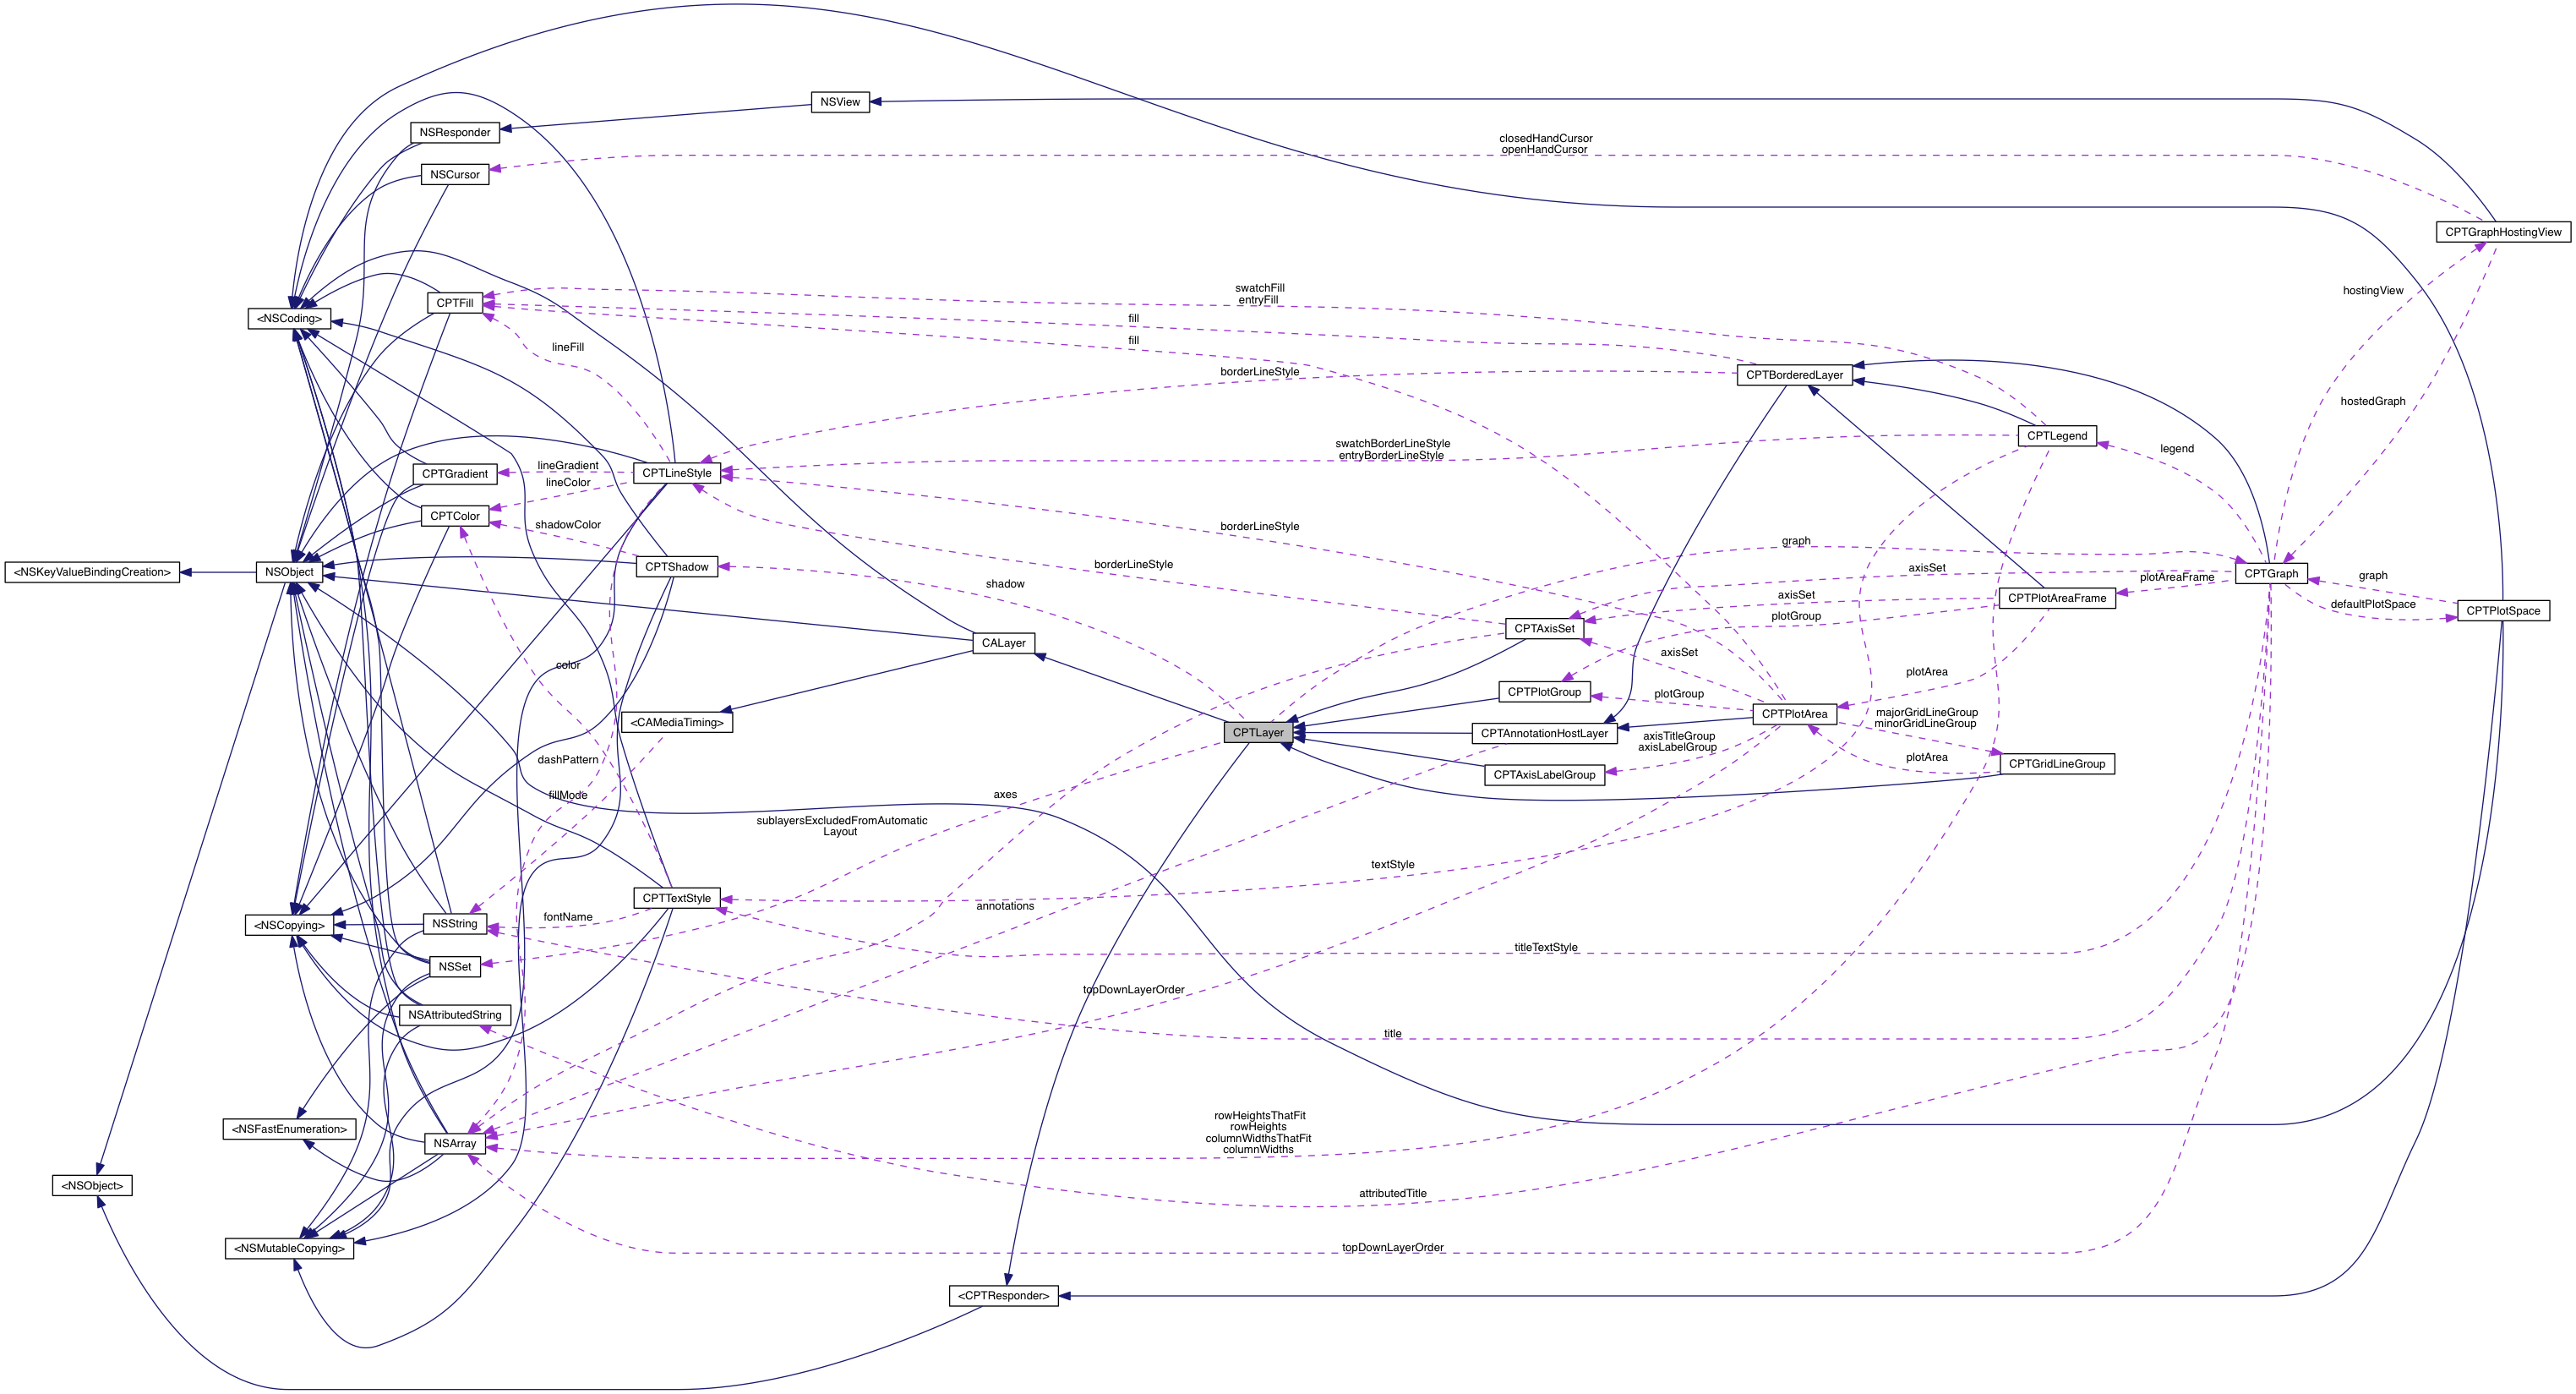 NSView
NSResponder
closedHandCursor
openHandCursor
NSCursor
CPTGraphHostingView
swatchFill
entryFill
hostingView
CPTFill
<NSCoding>
fill
fill
lineFill
borderLineStyle
CPTBorderedLayer
hostedGraph
swatchBorderLineStyle
entryBorderLineStyle
CPTLegend
legend
CPTGradient
lineGradient
CPTLineStyle
lineColor
CPTColor
shadowColor
borderLineStyle
graph
<NSKeyValueBindingCreation>
NSObject
CPTShadow
shadow
borderLineStyle
axisSet
CPTGraph
plotAreaFrame
graph
axisSet
CPTPlotAreaFrame
defaultPlotSpace
CPTPlotSpace
plotGroup
CPTAxisSet
CALayer
axisSet
color
plotArea
CPTPlotGroup
plotGroup
<CAMediaTiming>
CPTLayer
CPTAnnotationHostLayer
CPTPlotArea
majorGridLineGroup
minorGridLineGroup
axisTitleGroup
axisLabelGroup
dashPattern
CPTAxisLabelGroup
plotArea
CPTGridLineGroup
fillMode
axes
sublayersExcludedFromAutomatic
Layout
textStyle
CPTTextStyle
annotations
fontName
NSString
<NSCopying>
titleTextStyle
NSSet
topDownLayerOrder
NSAttributedString
title
<NSFastEnumeration>
NSArray
rowHeightsThatFit
rowHeights
columnWidthsThatFit
columnWidths
<NSObject>
attributedTitle
<NSMutableCopying>
topDownLayerOrder
<CPTResponder>